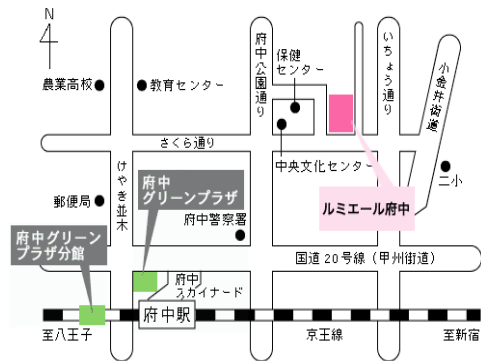 N
農業高校
教育センター
府中公園通り
保健
センター
いちょう通り
小金井街道
さくら通り
中央文化センター
二小
けやき並木
府中
グリーンプラザ
郵便局
ルミエール府中
府中警察署
府中グリーン
プラザ分館
国道20号線（甲州街道）
府中
スカイナード
府中駅
至八王子
京王線
至新宿